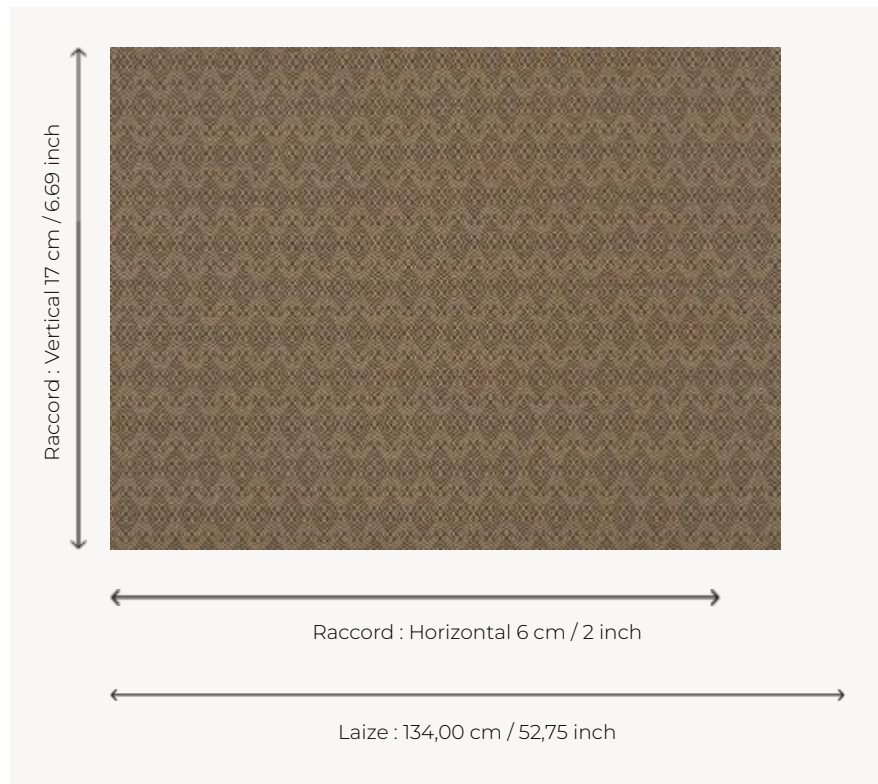 Raccord : Vertical 17 cm / 6.69 inch
Raccord : Horizontal 6 cm / 2 inch
Laize : 134,00 cm / 52,75 inch